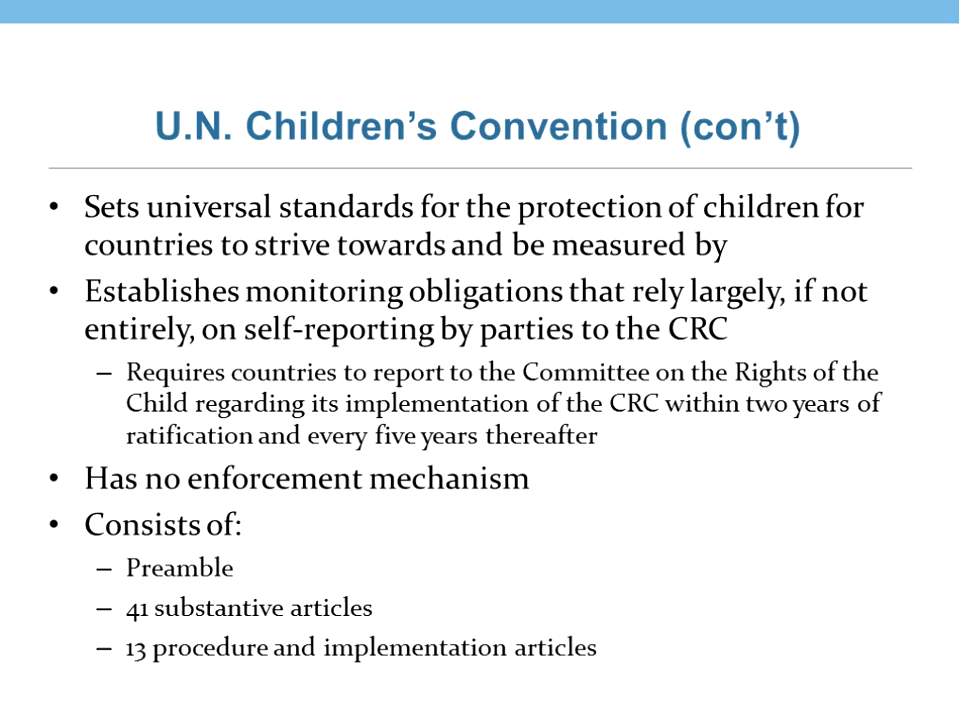 U.N. Children’s Convention (con’t)
• Sets universal standards for the protection of children for
countries to strive towards and be measured by
• Establishes monitoring obligations that rely largely, if not
entirely, on self-reporting by parties to the CRC
– Requires countries to report to the Committee on the Rights of the
Child regarding its implementation of the CRC within two years of
ratification and every five years thereafter
• Has no enforcement mechanism
• Consists of:
– Preamble
– 41 substantive articles
– 13 procedure and implementation articles